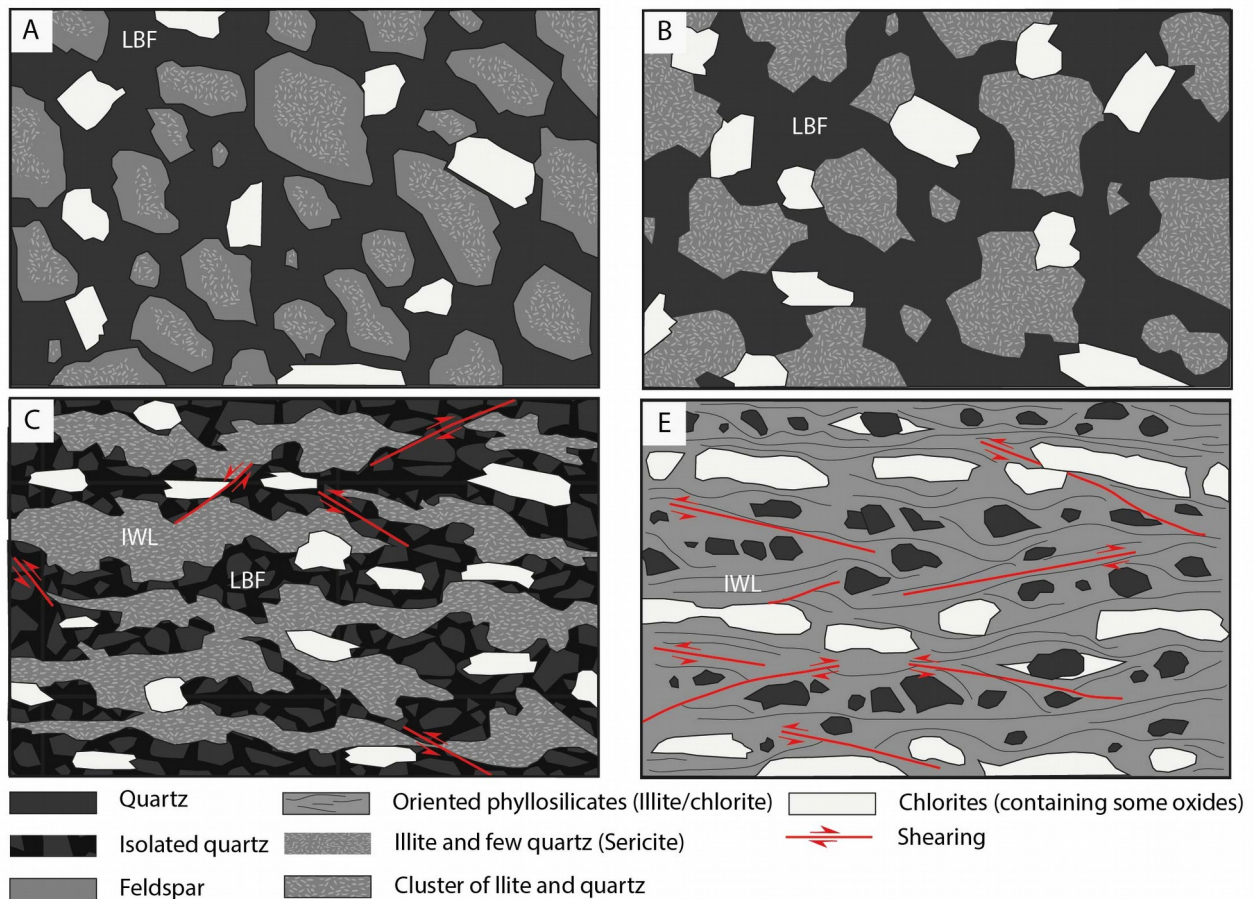 A
LBF
B
LBF
C
IWL
LBF
E
IWL
Quartz
Oriented phyllosilicates (Illite/chlorite)
Chlorites (containing some oxides)
Isolated quartz
Illite and few quartz (Sericite)
Shearing
Feldspar
Cluster of llite and quartz